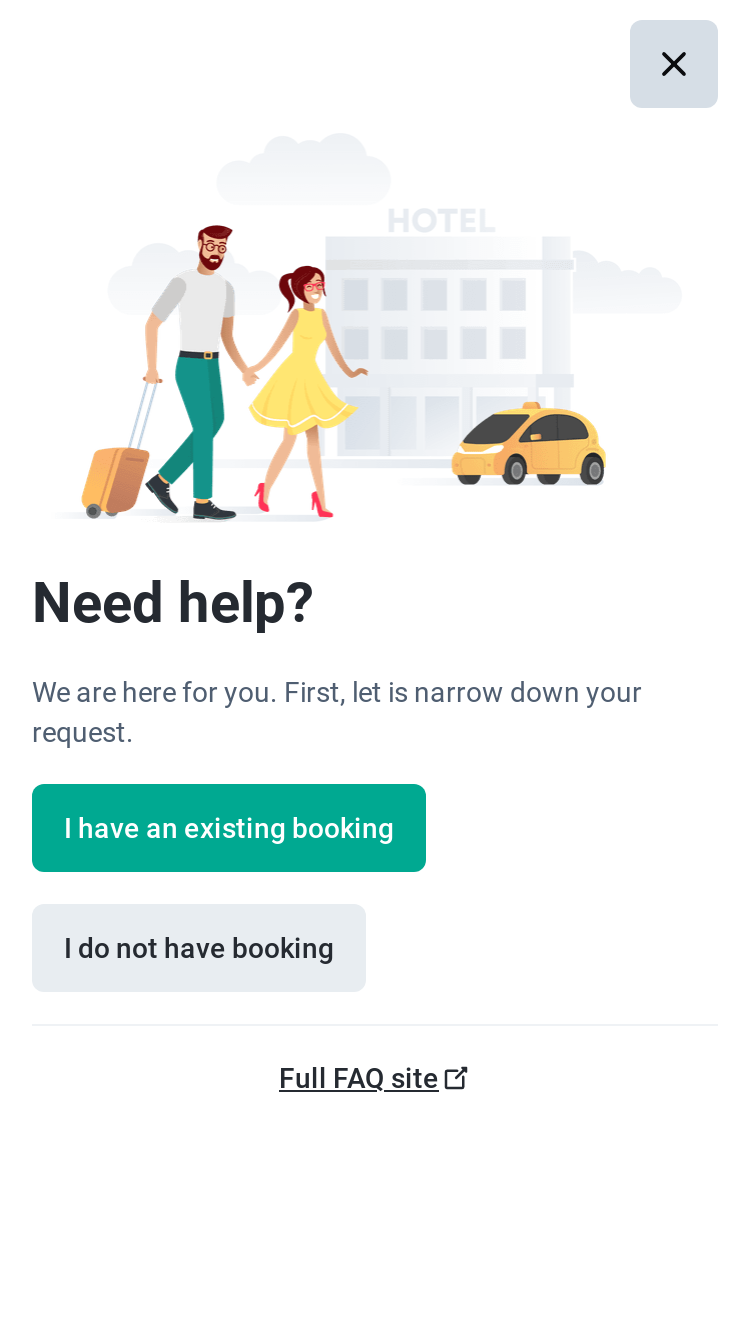 HOTEL
Need help?
We are here for you. First, let is narrow down your
request.
I have an existing booking
I do not have booking
Full FAQ site